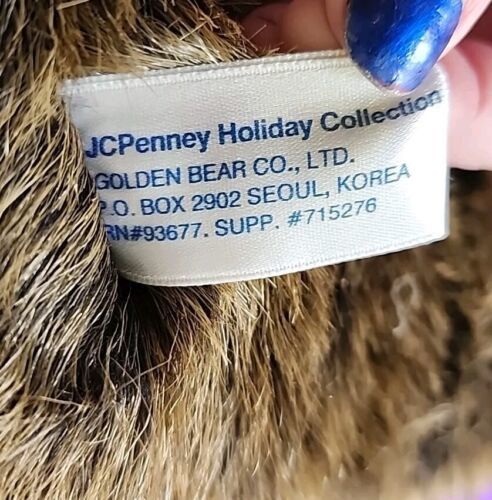 JCPenney Holiday Collection
GOLDEN BEAR CO., LTD.
P.O. BOX 2902 SEOUL, KOREA
RN#93677. SUPP. #715276